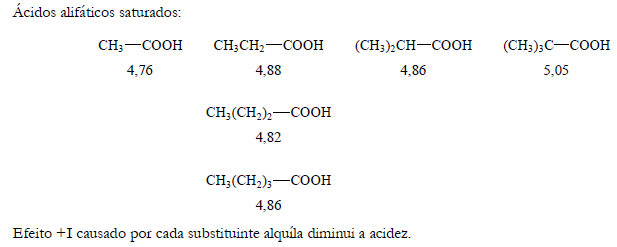 Ácidos alifáticos saturados:
CH₃—COOH CH₃CH₂—COOH (CH₃)₂CH—COOH (CH₃)₃C—COOH
4,76 4,88 4,86 5,05
CH₃(CH₂)₂—COOH
4,82
CH₃(CH₂)₃—COOH
4,86
Efeito +I causado por cada substituinte alquíla diminui a acidez.